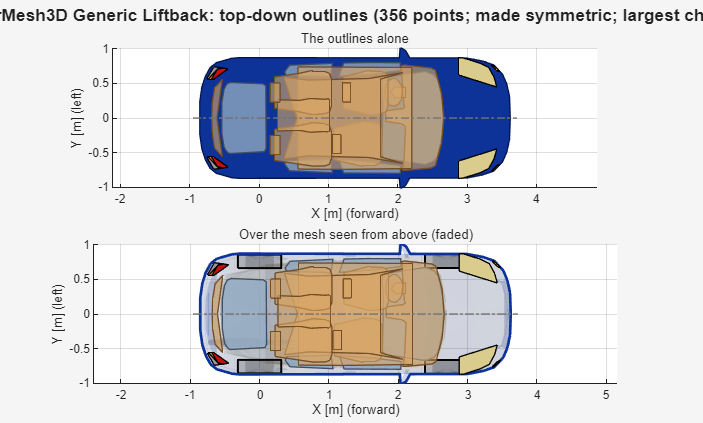 rMesh3D Generic Liftback: top-down outlines (356 points; made symmetric; largest ch
The outlines alone
1
0.5
0
-0.5
-1
Y [m] (left)
-2 -1 0 1 2 3 4
X [m] (forward)
Over the mesh seen from above (faded)
1
0.5
0
-0.5
-1
Y [m] (left)
-2 -1 0 1 2 3 4 5
X [m] (forward)